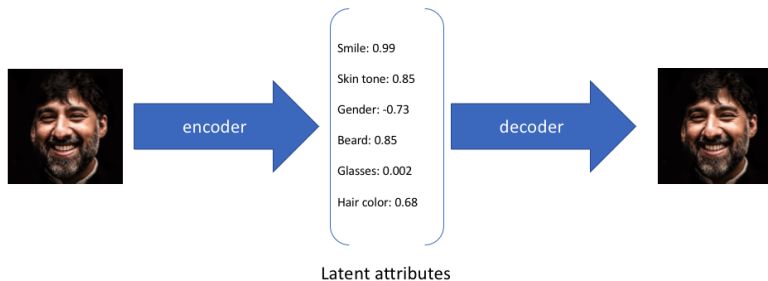 encoder
Smile: 0.99
Skin tone: 0.85
Gender: -0.73
Beard: 0.85
Glasses: 0.002
Hair color: 0.68
decoder
Latent attributes